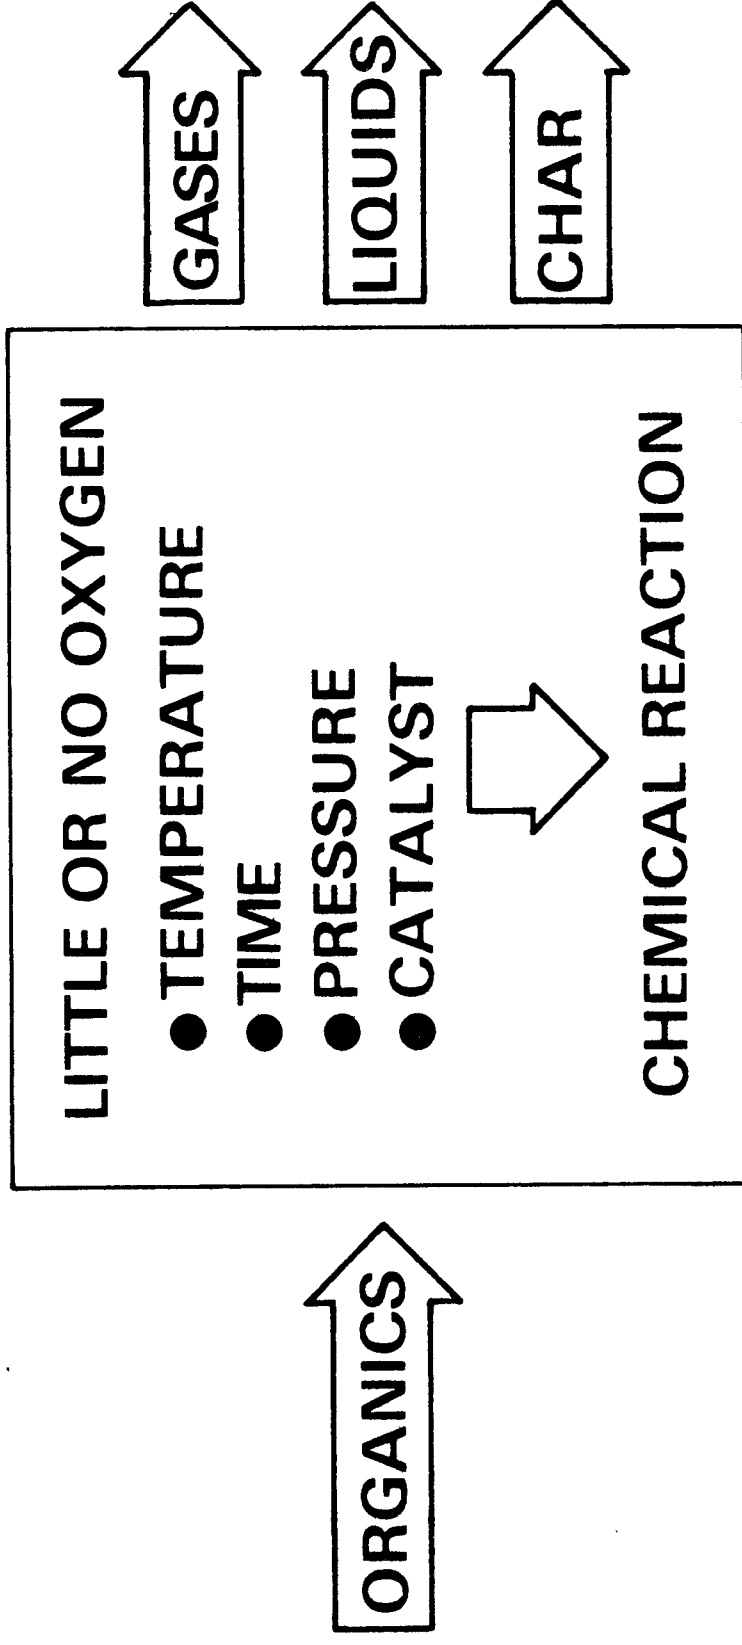 ORGANICS
LITTLE OR NO OXYGEN
● TEMPERATURE
● TIME
● PRESSURE
● CATALYST
CHEMICAL REACTION
GASES
LIQUIDS
CHAR